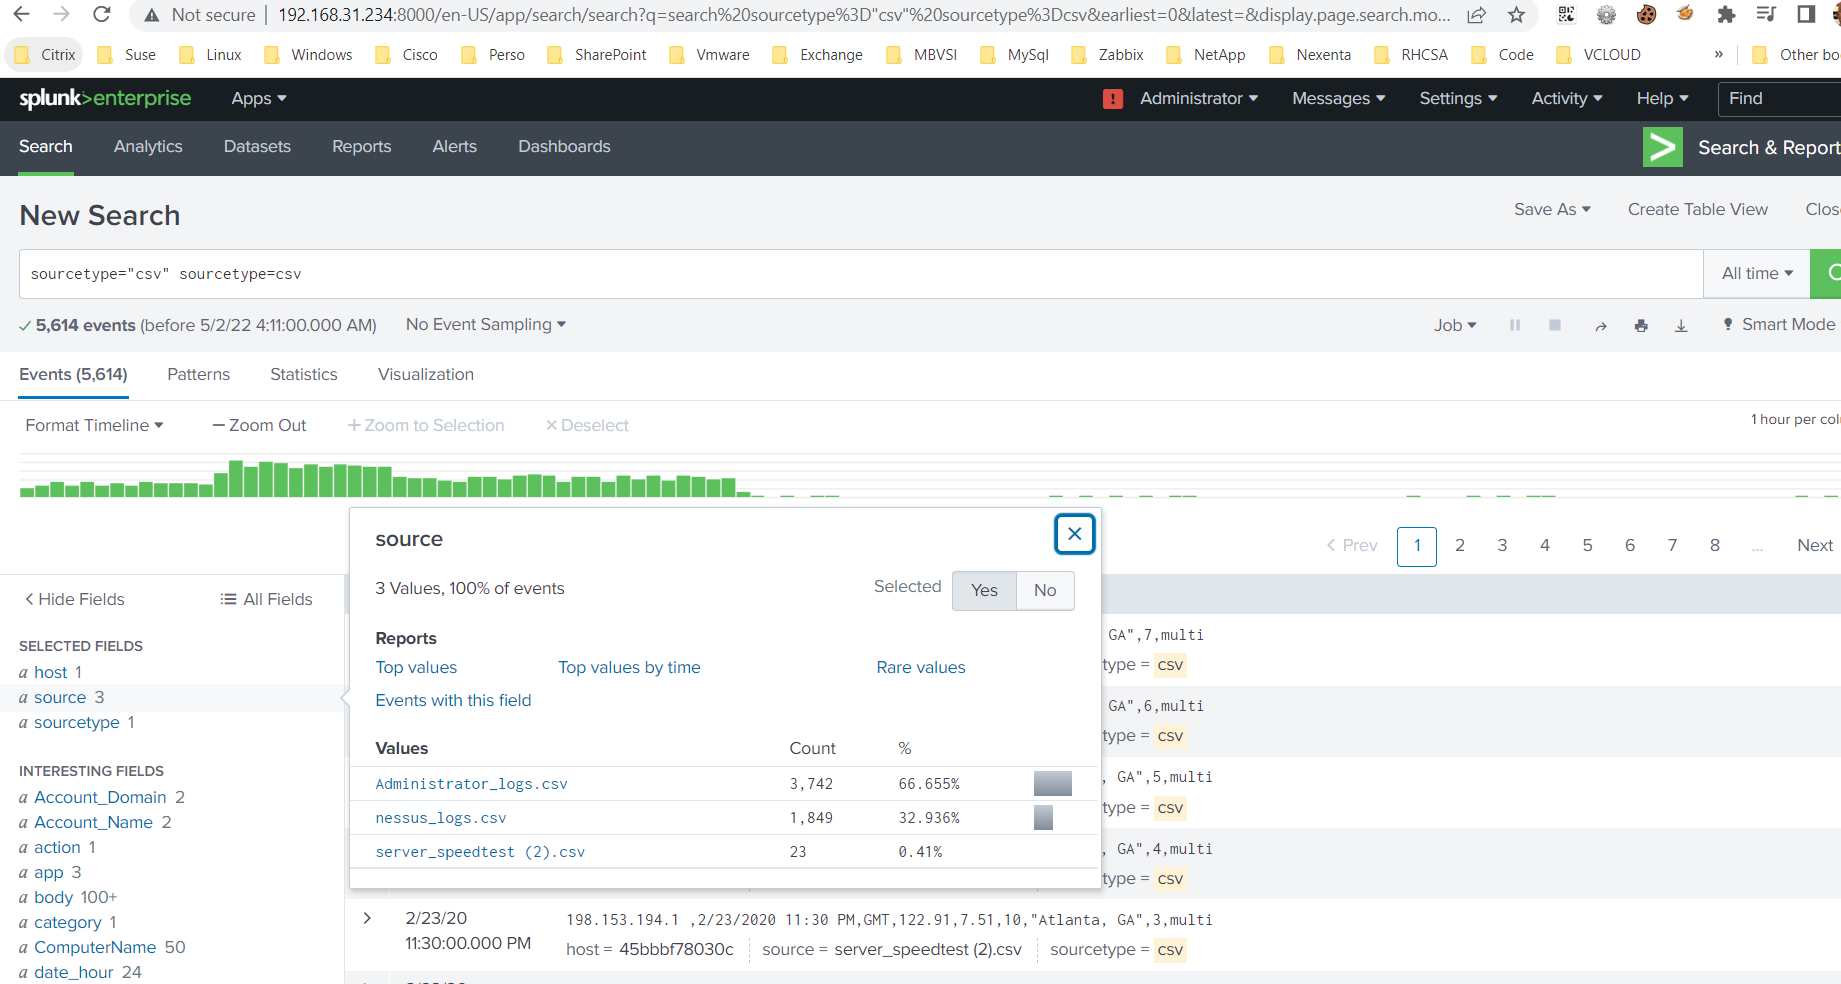 Not secure | 192.168.31.234:8000/en-US/app/search/search?q=search%20sourcetype%3D"csv"%20sourcetype%3Dcsv&earliest=0&latest=&display.page.search.mo...
Citrix Suse Linux Windows Cisco Perso SharePoint Vmware Exchange MBVSI MySql Zabbix NetApp Nexenta RHCSA Code VCLOUD » Other bo
splunk>enterprise Apps ! Administrator Messages Settings Activity Help Find
Search Analytics Datasets Reports Alerts Dashboards Search & Report
New Search Save As Create Table View Clos
sourcetype="csv" sourcetype=csv All time
5,614 events (before 5/2/22 4:11:00.000 AM) No Event Sampling Job Smart Mode
Events (5,614) Patterns Statistics Visualization
Format Timeline — Zoom Out + Zoom to Selection × Deselect 1 hour per colu
source
< Prev 1 2 3 4 5 6 7 8 ... Next
3 Values, 100% of events Selected Yes No
< Hide Fields All Fields
Reports
Top values Top values by time Rare values
Events with this field
Values Count %
Administrator_logs.csv 3,742 66.655%
nessus_logs.csv 1,849 32.936%
server_speedtest (2).csv 23 0.41%
SELECTED FIELDS
a host 1
a source 3
a sourcetype 1
INTERESTING FIELDS
a Account_Domain 2
a Account_Name 2
a action 1
a app 3
a body 100+
a category 1
a ComputerName 50
a date_hour 24
GA",7,multi
type = csv
GA",6,multi
type = csv
, GA",5,multi
type = csv
, GA",4,multi
type = csv
> 2/23/20 198.153.194.1 ,2/23/2020 11:30 PM,GMT,122.91,7.51,10,"Atlanta, GA",3,multi
11:30:00.000 PM host = 45bbbf78030c source = server_speedtest (2).csv sourcetype = csv